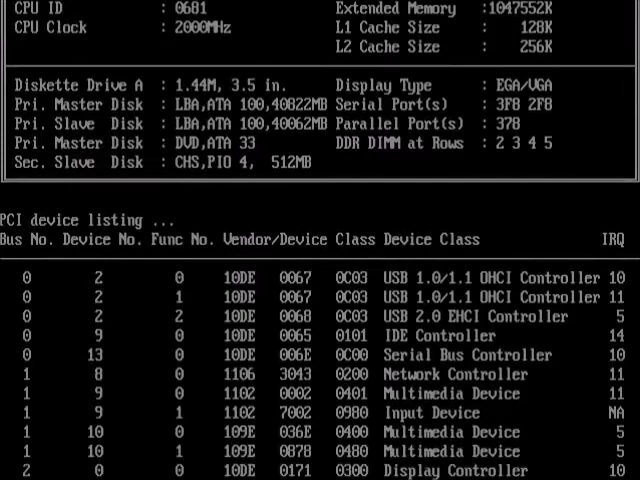 CPU ID : 0681 Extended Memory :1047552K
CPU Clock : 2000MHz L1 Cache Size : 128K
L2 Cache Size : 256K
Diskette Drive A : 1.44M, 3.5 in. Display Type : EGA/VGA
Pri. Master Disk : LBA,ATA 100,40822MB Serial Port(s) : 3F8 2F8
Pri. Slave Disk : LBA,ATA 100,40062MB Parallel Port(s) : 378
Pri. Master Disk : DVD,ATA 33 DDR DIMM at Rows : 2 3 4 5
Sec. Slave Disk : CHS,PIO 4, 512MB
PCI device listing ...
Bus No. Device No. Func No. Vendor/Device Class Device Class IRQ
0 2 0 10DE 0067 0C03 USB 1.0/1.1 OHCI Controller 10
0 2 1 10DE 0067 0C03 USB 1.0/1.1 OHCI Controller 11
0 2 2 10DE 0068 0C03 USB 2.0 EHCI Controller 5
0 9 0 10DE 0065 0101 IDE Controller 14
0 13 0 10DE 006E 0C00 Serial Bus Controller 10
1 8 0 1106 3043 0200 Network Controller 11
1 9 0 1102 0002 0401 Multimedia Device 11
1 9 1 1102 7002 0980 Input Device NA
1 10 0 109E 036E 0400 Multimedia Device 5
1 10 1 109E 0878 0480 Multimedia Device 5
2 0 0 10DE 0171 0300 Display Controller 10